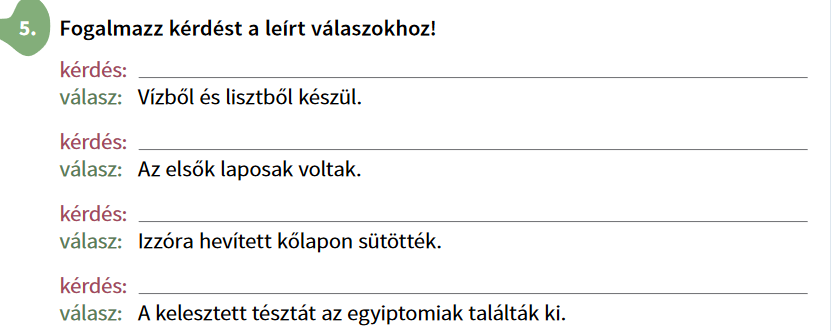 5. Fogalmazz kérdést a leírt válaszokhoz!
kérdés:
válasz: Vízből és lisztből készül.
kérdés:
válasz: Az elsők laposak voltak.
kérdés:
válasz: Izzóra hevített kőlapon sütötték.
kérdés:
válasz: A kelesztett tésztát az egyiptomiak találták ki.